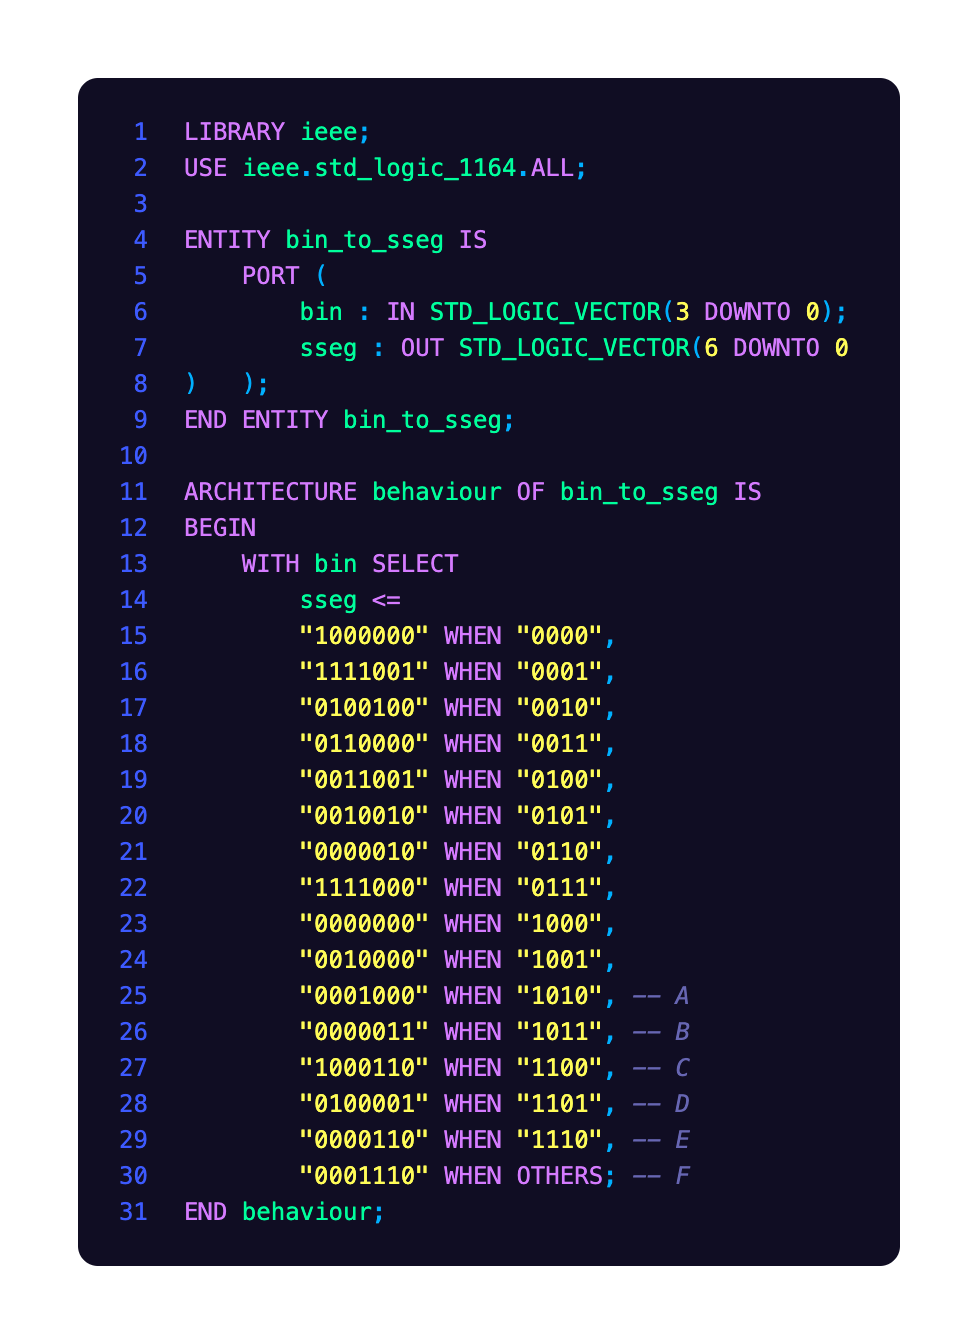 1 LIBRARY ieee;
2 USE ieee.std_logic_1164.ALL;
3
4 ENTITY bin_to_sseg IS
5     PORT (
6         bin : IN STD_LOGIC_VECTOR(3 DOWNTO 0);
7         sseg : OUT STD_LOGIC_VECTOR(6 DOWNTO 0
8 )   );
9 END ENTITY bin_to_sseg;
10
11 ARCHITECTURE behaviour OF bin_to_sseg IS
12 BEGIN
13     WITH bin SELECT
14         sseg <=
15         "1000000" WHEN "0000",
16         "1111001" WHEN "0001",
17         "0100100" WHEN "0010",
18         "0110000" WHEN "0011",
19         "0011001" WHEN "0100",
20         "0010010" WHEN "0101",
21         "0000010" WHEN "0110",
22         "1111000" WHEN "0111",
23         "0000000" WHEN "1000",
24         "0010000" WHEN "1001",
25         "0001000" WHEN "1010", -- A
26         "0000011" WHEN "1011", -- B
27         "1000110" WHEN "1100", -- C
28         "0100001" WHEN "1101", -- D
29         "0000110" WHEN "1110", -- E
30         "0001110" WHEN OTHERS; -- F
31 END behaviour;